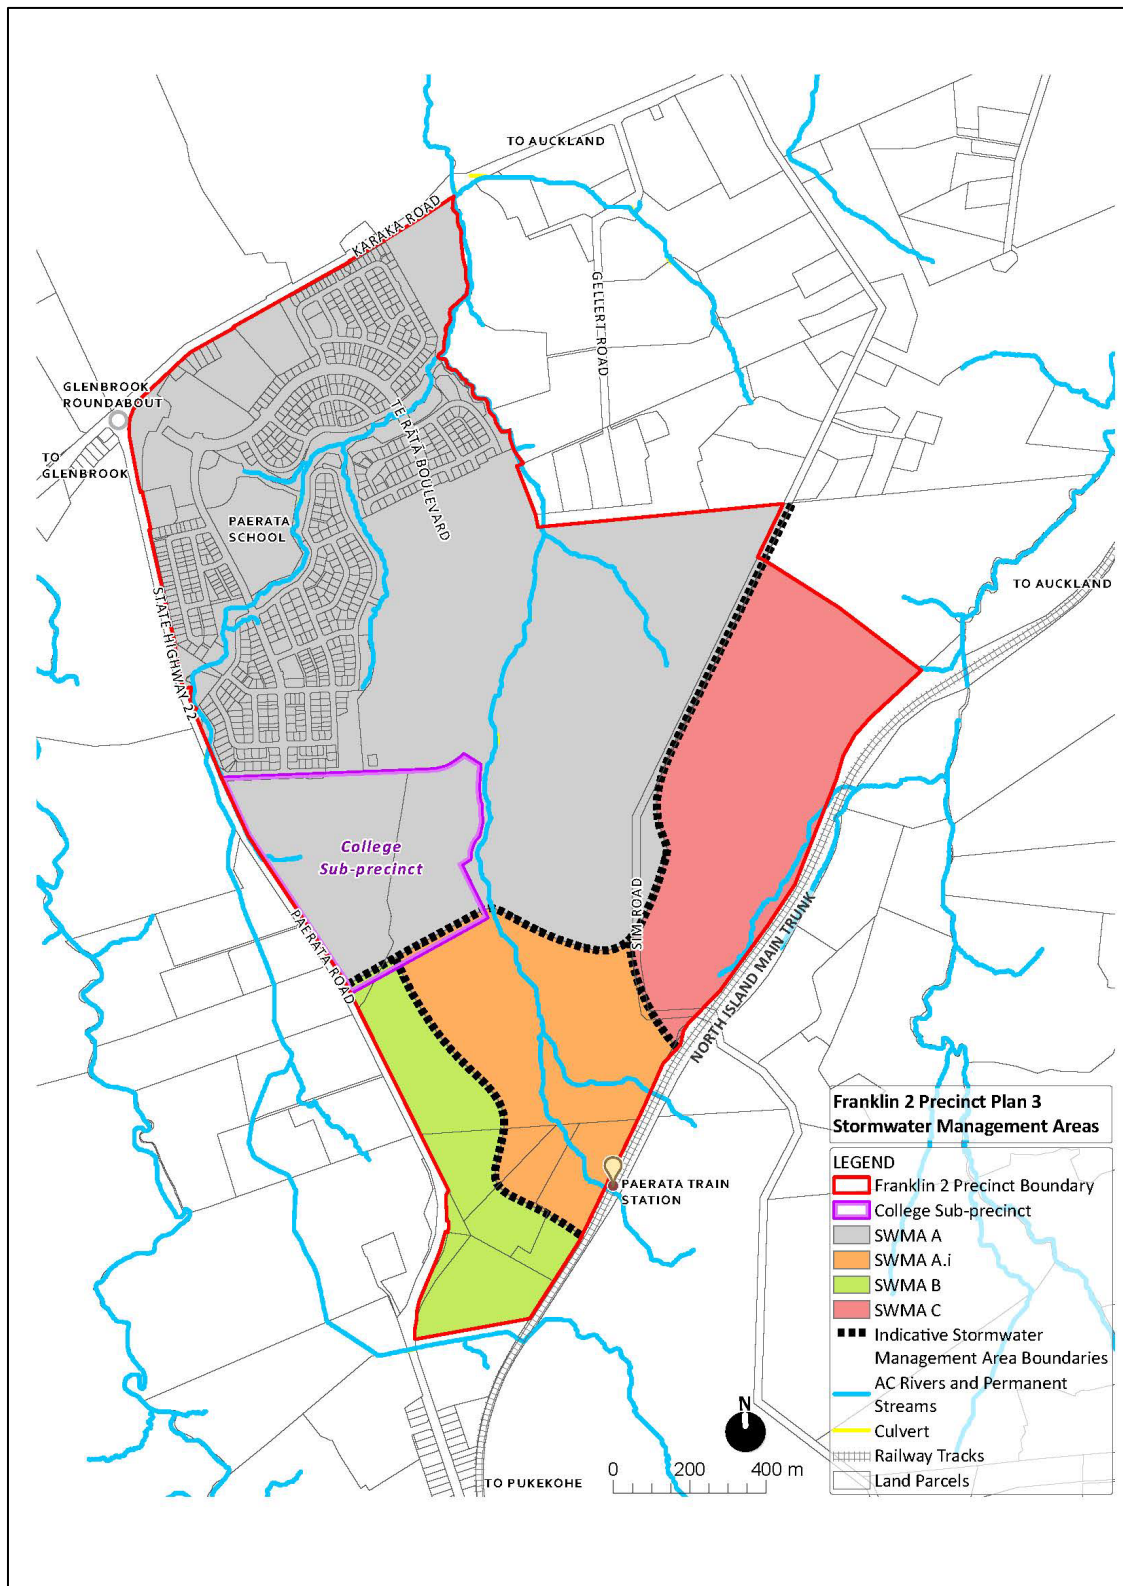 TO AUCKLAND
KARAKA ROAD
GELLERT ROAD
GLENBROOK
ROUNDABOUT
TO
GLENBROOK
TE RĀTĀ BOULEVARD
PAERATA
SCHOOL
TO AUCKLAND
STATE HIGHWAY 22
College
Sub-precinct
PAERATA ROAD
SIM ROAD
NORTH ISLAND MAIN TRUNK
PAERATA TRAIN
STATION
Franklin 2 Precinct Plan 3
Stormwater Management Areas
LEGEND
Franklin 2 Precinct Boundary
College Sub-precinct
SWMA A
SWMA A.i
SWMA B
SWMA C
Indicative Stormwater
Management Area Boundaries
AC Rivers and Permanent
Streams
Culvert
Railway Tracks
Land Parcels
N
0 200 400 m
TO PUKEKOHE